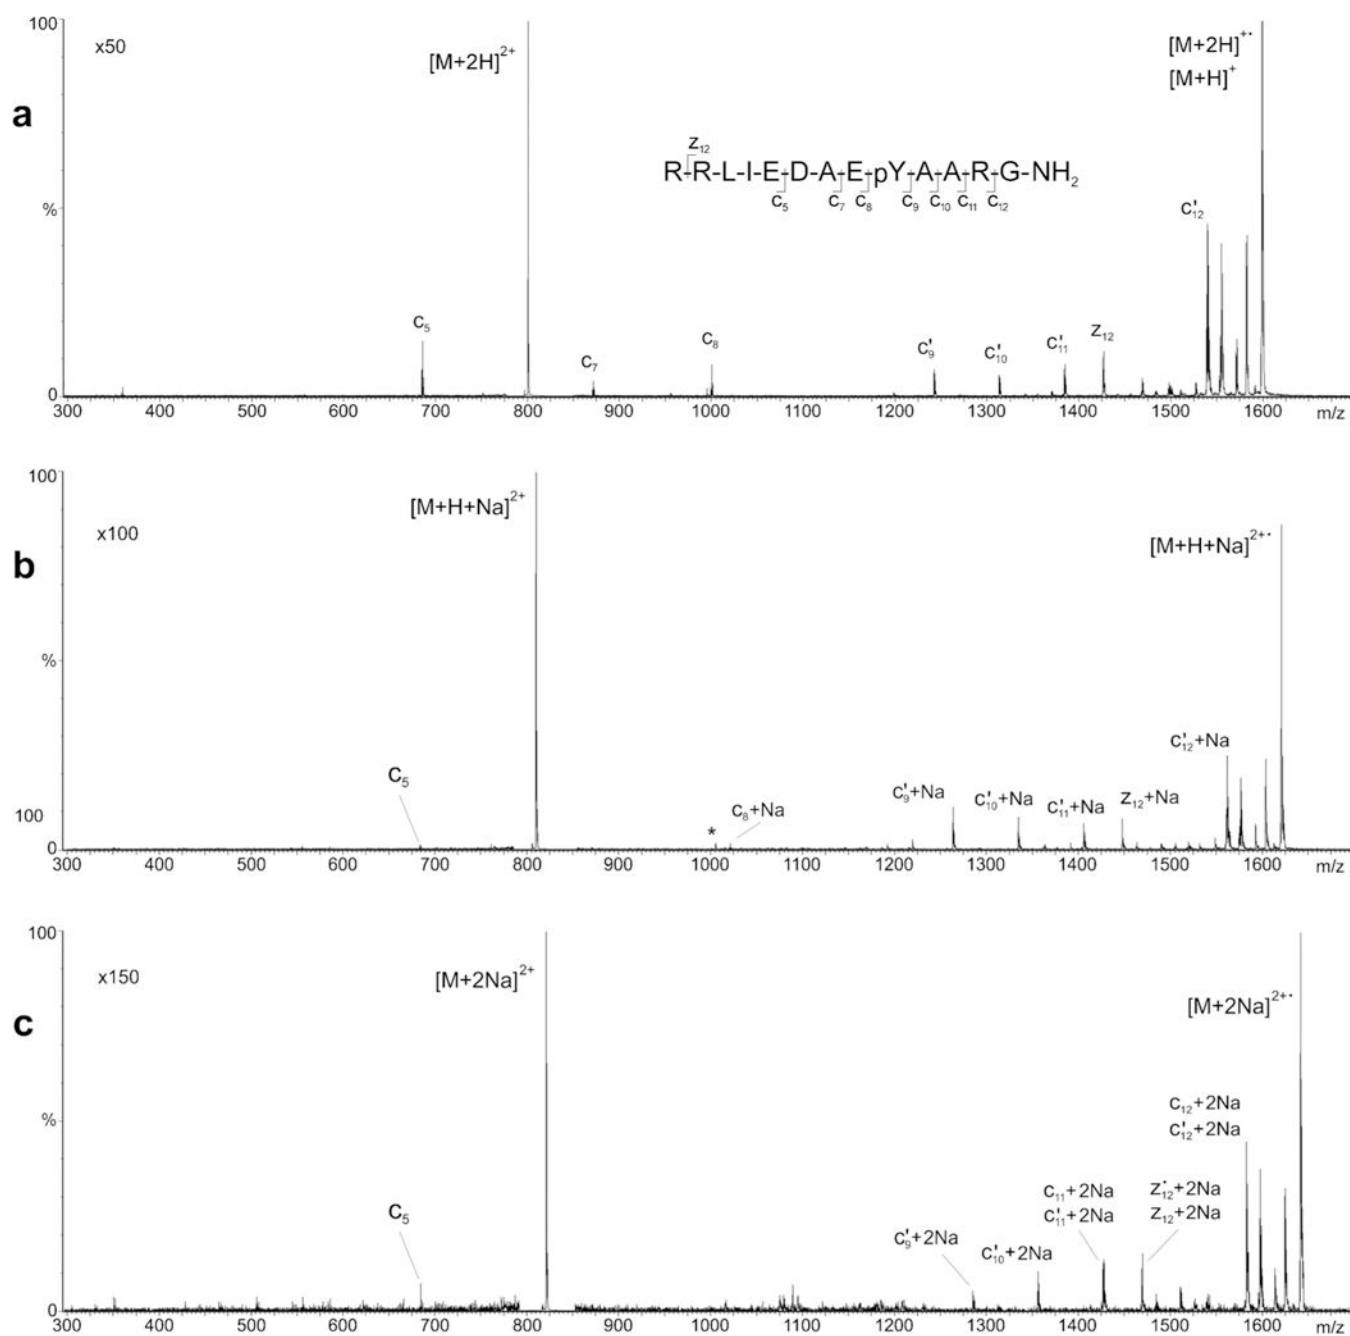 100
x50
[M+2H]²⁺
[M+2H]⁺˙
[M+H]⁺
a
z₁₂
R-R-L-I-E-D-A-E-pY-A-A-R-G-NH₂
c₅ c₇ c₈ c₉ c₁₀ c₁₁ c₁₂
%
c'₁₂
c₅
c₇
c₈
c'₉
c'₁₀
c'₁₁
z₁₂
0
300 400 500 600 700 800 900 1000 1100 1200 1300 1400 1500 1600 m/z
100
[M+H+Na]²⁺
x100
[M+H+Na]²⁺˙
b
%
c'₁₂+Na
c₅
100
*
c₈+Na
c'₉+Na
c'₁₀+Na
c'₁₁+Na
z₁₂+Na
0
300 400 500 600 700 800 900 1000 1100 1200 1300 1400 1500 1600 m/z
100
x150
[M+2Na]²⁺
[M+2Na]²⁺˙
c
%
c₁₂+2Na
c'₁₂+2Na
c₅
c'₉+2Na
c'₁₀+2Na
c₁₁+2Na
c'₁₁+2Na
z˙₁₂+2Na
z₁₂+2Na
0
300 400 500 600 700 800 900 1000 1100 1200 1300 1400 1500 1600 m/z